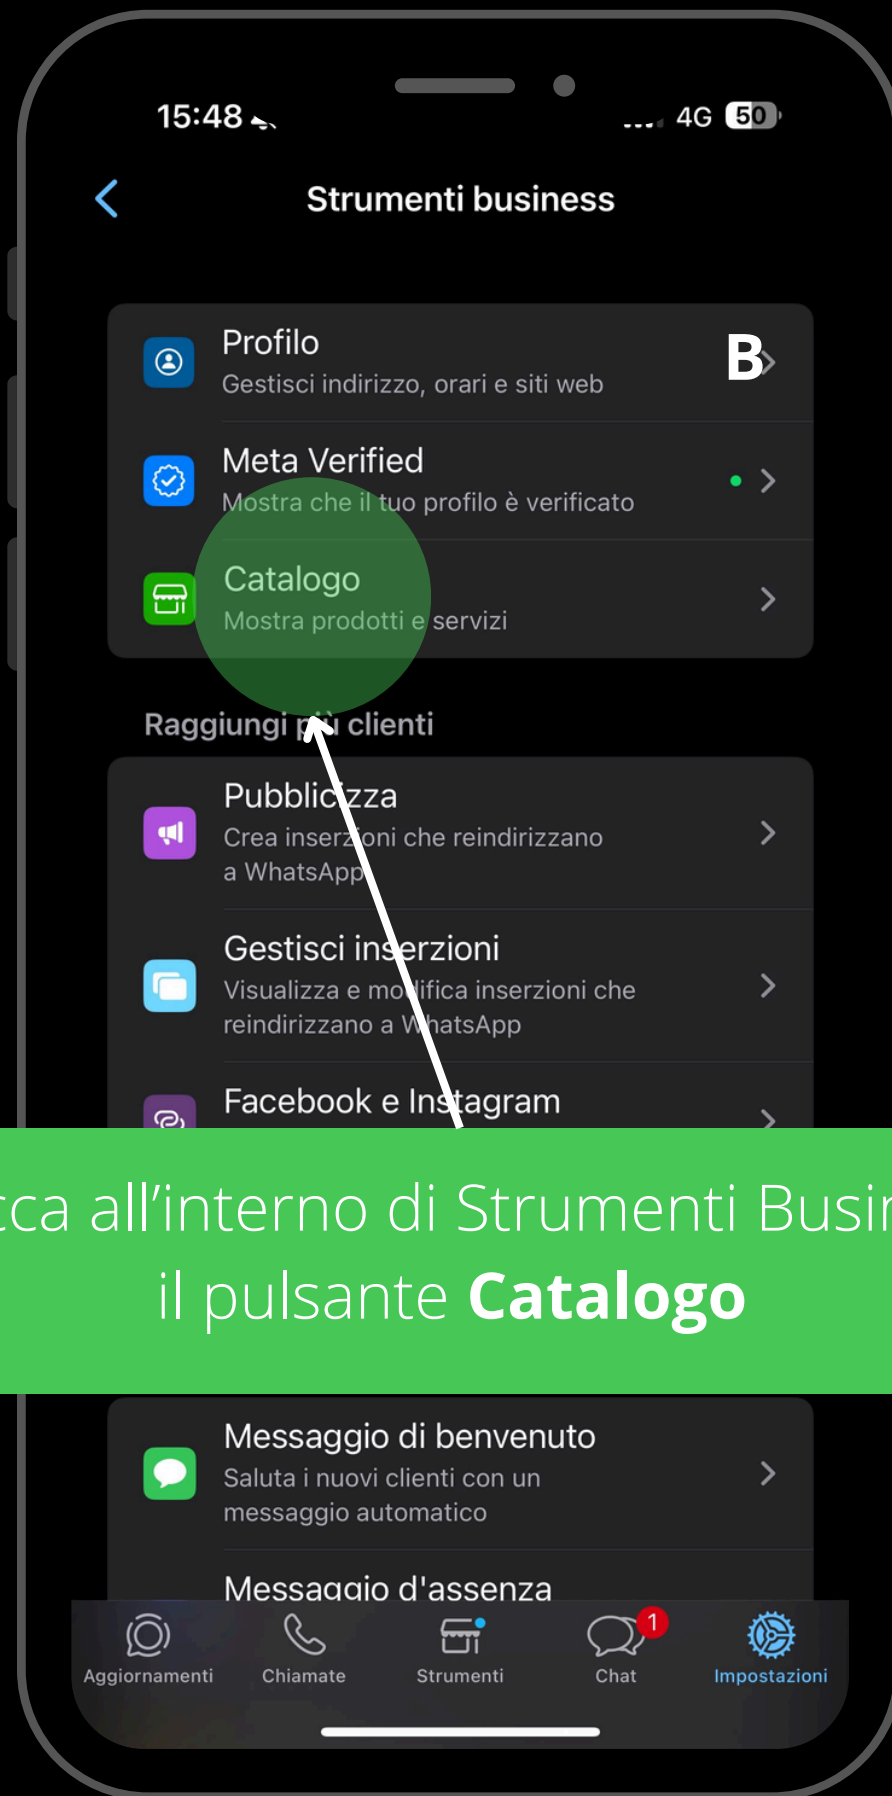 15:48
4G 50
Strumenti business
Profilo
B
Gestisci indirizzo, orari e siti web
Meta Verified
Mostra che il tuo profilo è verificato
Catalogo
Mostra prodotti e servizi
Raggiungi più clienti
Pubblicizza
Crea inserzioni che reindirizzano
a WhatsApp
Gestisci inserzioni
Visualizza e modifica inserzioni che
reindirizzano a WhatsApp
Facebook e Instagram
all’interno di Strumenti
il pulsante Catalogo
Messaggio di benvenuto
Saluta i nuovi clienti con un
messaggio automatico
Messaggio d'assenza
1
Aggiornamenti Chiamate Strumenti Chat Impostazioni